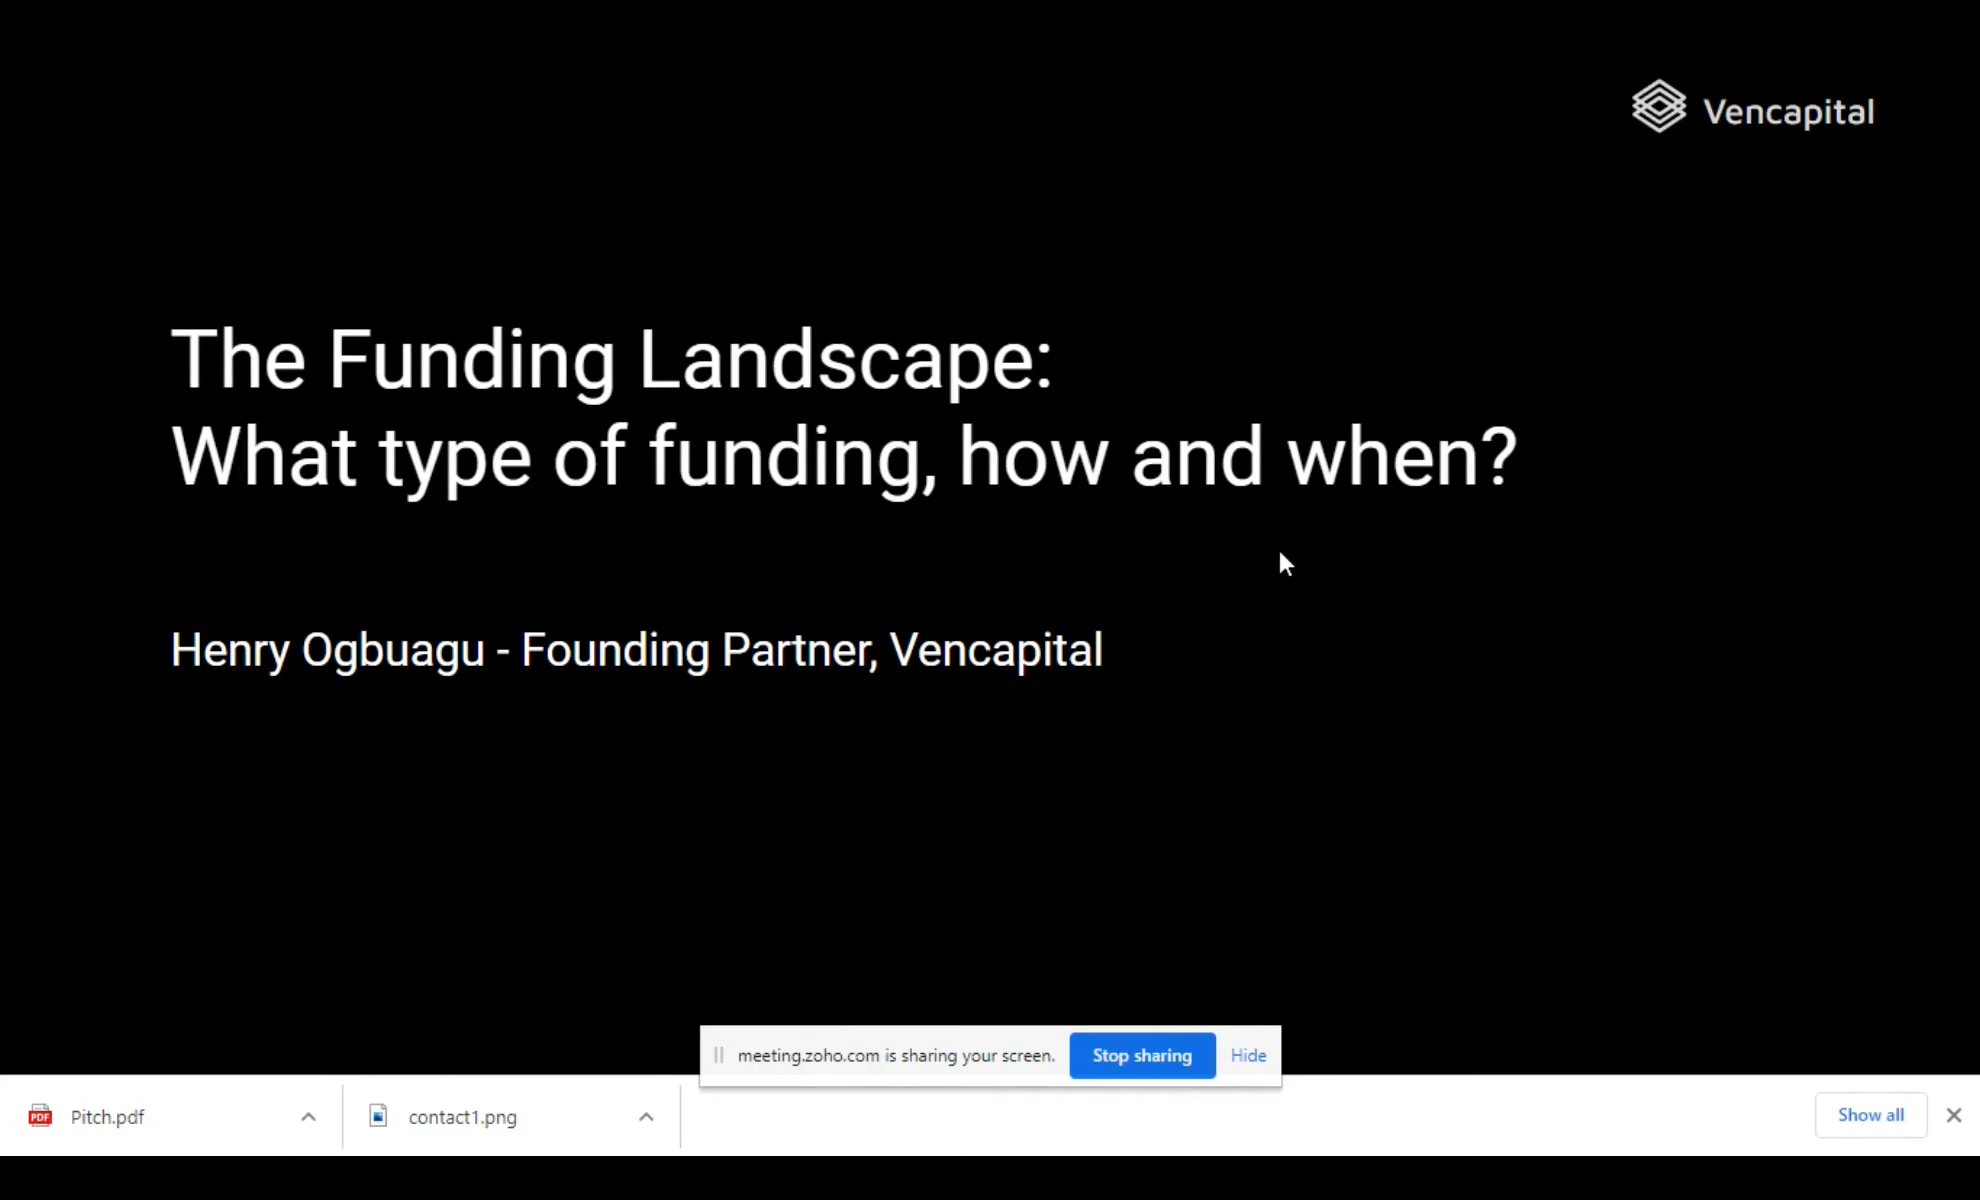 Vencapital
The Funding Landscape:
What type of funding, how and when?
Henry Ogbuagu - Founding Partner, Vencapital
meeting.zoho.com is sharing your screen.
Stop sharing
Hide
PDF
Pitch.pdf
contact1.png
Show all